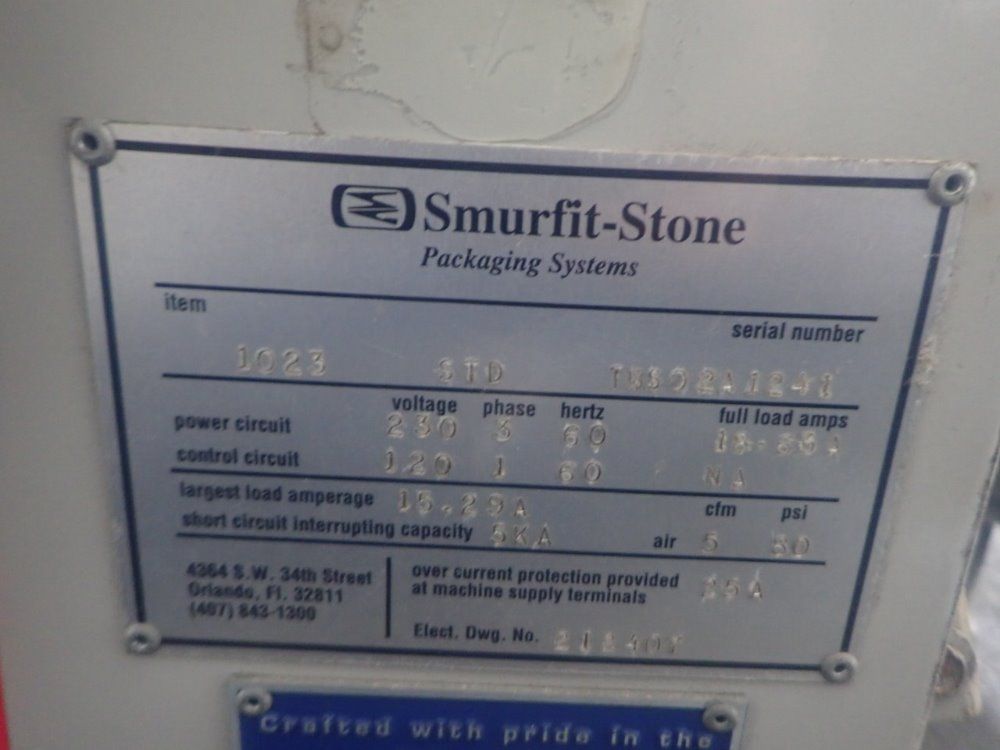 Smurfit-Stone
Packaging Systems
item serial number
1023 STD
voltage phase hertz full load amps
power circuit 230 3 60
control circuit 120 1 60 NA
largest load amperage 15.29A cfm psi
short circuit interrupting capacity 5KA air 5
4364 S.W. 34th Street
Orlando, Fl. 32811
(407) 843-1300
over current protection provided
at machine supply terminals
Elect. Dwg. No.
Crafted with pride in the